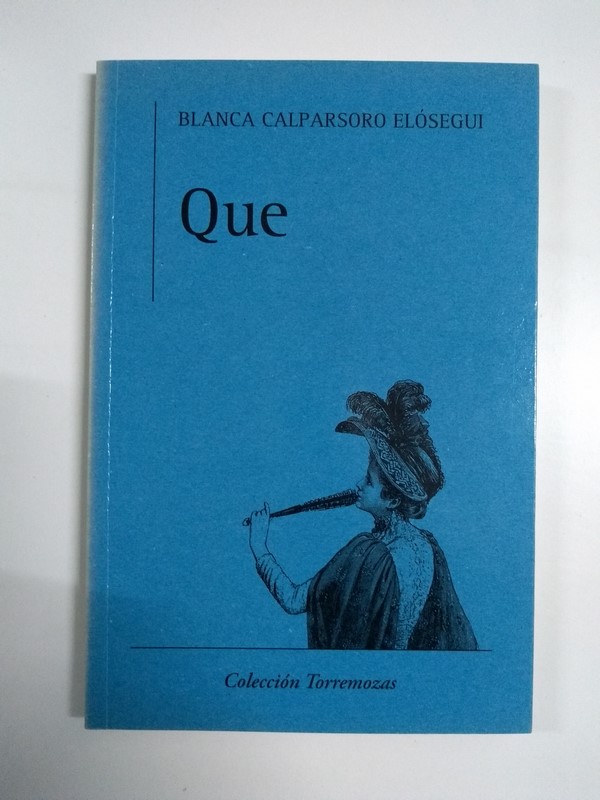 BLANCA CALPARSORO ELÓSEGUI
Que
Colección Torremozas